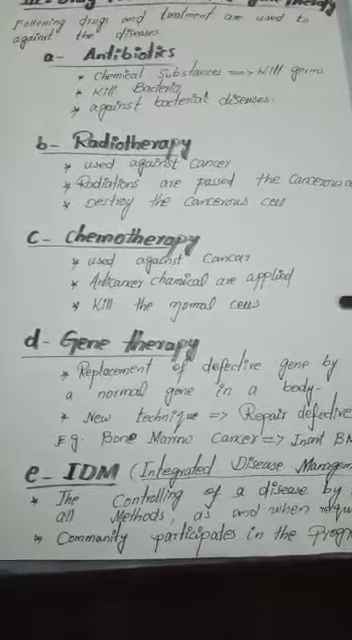 Following drugs and treatment are used to
against the diseases
a- Antibiotics
* chemical substances ==> Kill germs
* Kill Bacteria
* against bacterial diseases.
b- Radiotherapy
* used against Cancer
* Radiations are passed the Cancerous
* Destroy the Cancerous cell
C- Chemotherapy
* used against Cancer
* Anticancer chamical are applied
* Kill the normal cells
d- Gene therapy
* Replacement of defective gene by
a normal gene in a body-
* New technique => Repair defective
Eg. Bone Marrow Cancer => Insert BM
e- IDM (Integrated Disease Managem
* The Controlling of a disease by
all Methods, as and when requ
* Community participates in the Progr